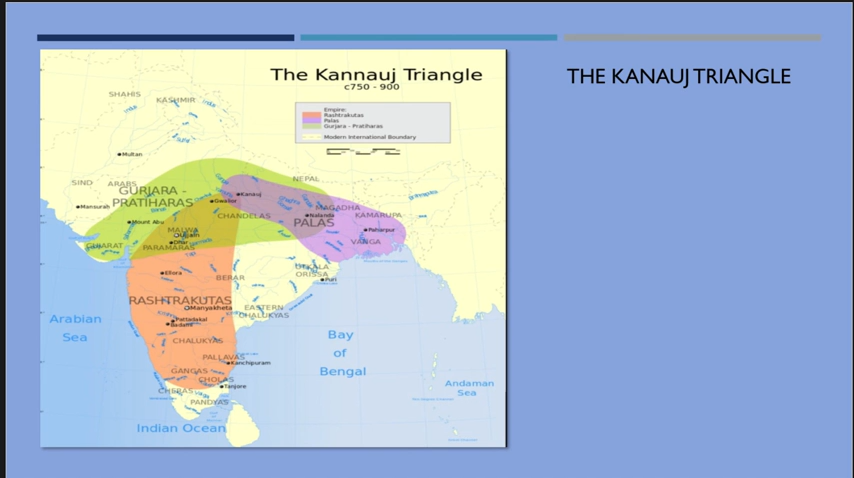 THE KANAUJ TRIANGLE
The Kannauj Triangle
c750 - 900
Empire:
Rashtrakutas
Palas
Gurjara - Pratiharas
Modern International Boundary
SHAHIS
KASHMIR
Indus
Multan
SIND
ARABS
NEPAL
GURJARA -
PRATIHARAS
Kanauj
Gwalior
Mansurah
MAGADHA
Nalanda
KAMARUPA
Mount Abu
CHANDELAS
PALAS
Paharpur
MALWA
Ujjain
Dhar
VANGA
GUJARAT
PARAMARAS
Ellora
BERAR
UTKALA
ORISSA
Puri
RASHTRAKUTAS
Manyakheta
EASTERN
CHALUKYAS
Arabian
Sea
Pattadakal
Badami
CHALUKYAS
Bay
of
Bengal
PALLAVAS
Kanchipuram
GANGAS
CHOLAS
Tanjore
CHERAS
PANDYAS
Andaman
Sea
Indian Ocean